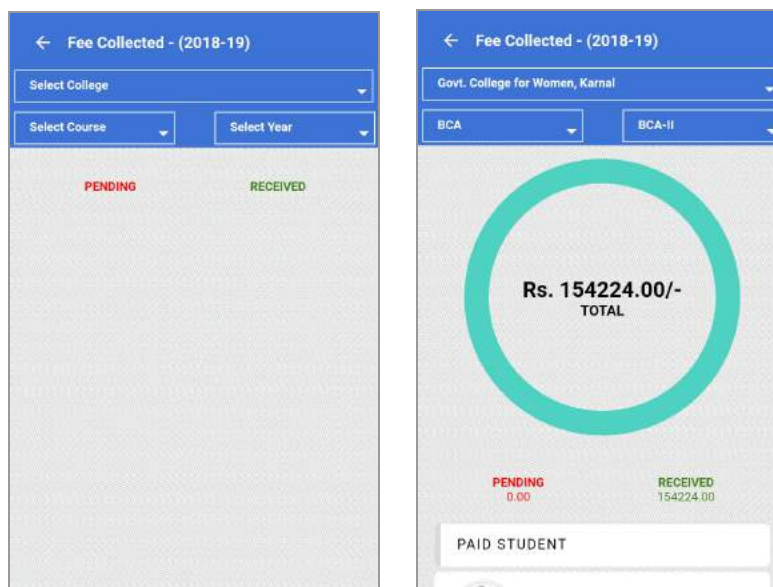 Fee Collected - (2018-19)
Select College
Select Course Select Year
PENDING RECEIVED
Fee Collected - (2018-19)
Govt. College for Women, Karnal
BCA BCA-II
Rs. 154224.00/-
TOTAL
PENDING RECEIVED
0.00 154224.00
PAID STUDENT